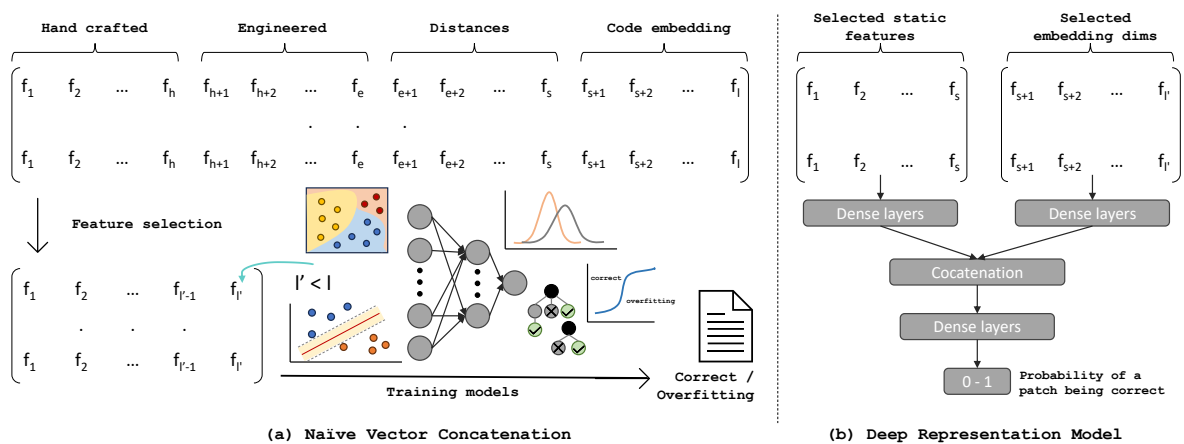 Hand crafted Engineered Distances Code embedding
f1 f2 ... fh fh+1 fh+2 ... fe fe+1 fe+2 ... fs fs+1 fs+2 ... fl
. . .
f1 f2 ... fh fh+1 fh+2 ... fe fe+1 fe+2 ... fs fs+1 fs+2 ... fl
Feature selection
f1 f2 ... fl'-1 fl'
. . . .
f1 f2 ... fl'-1 fl'
l' < l
correct
overfitting
Training models
Correct /
Overfitting
(a) Naïve Vector Concatenation
Selected static
features
Selected
embedding dims
f1 f2 ... fs
f1 f2 ... fs
fs+1 fs+2 ... fl'
fs+1 fs+2 ... fl'
Dense layers
Dense layers
Cocatenation
Dense layers
0 - 1
Probability of a
patch being correct
(b) Deep Representation Model